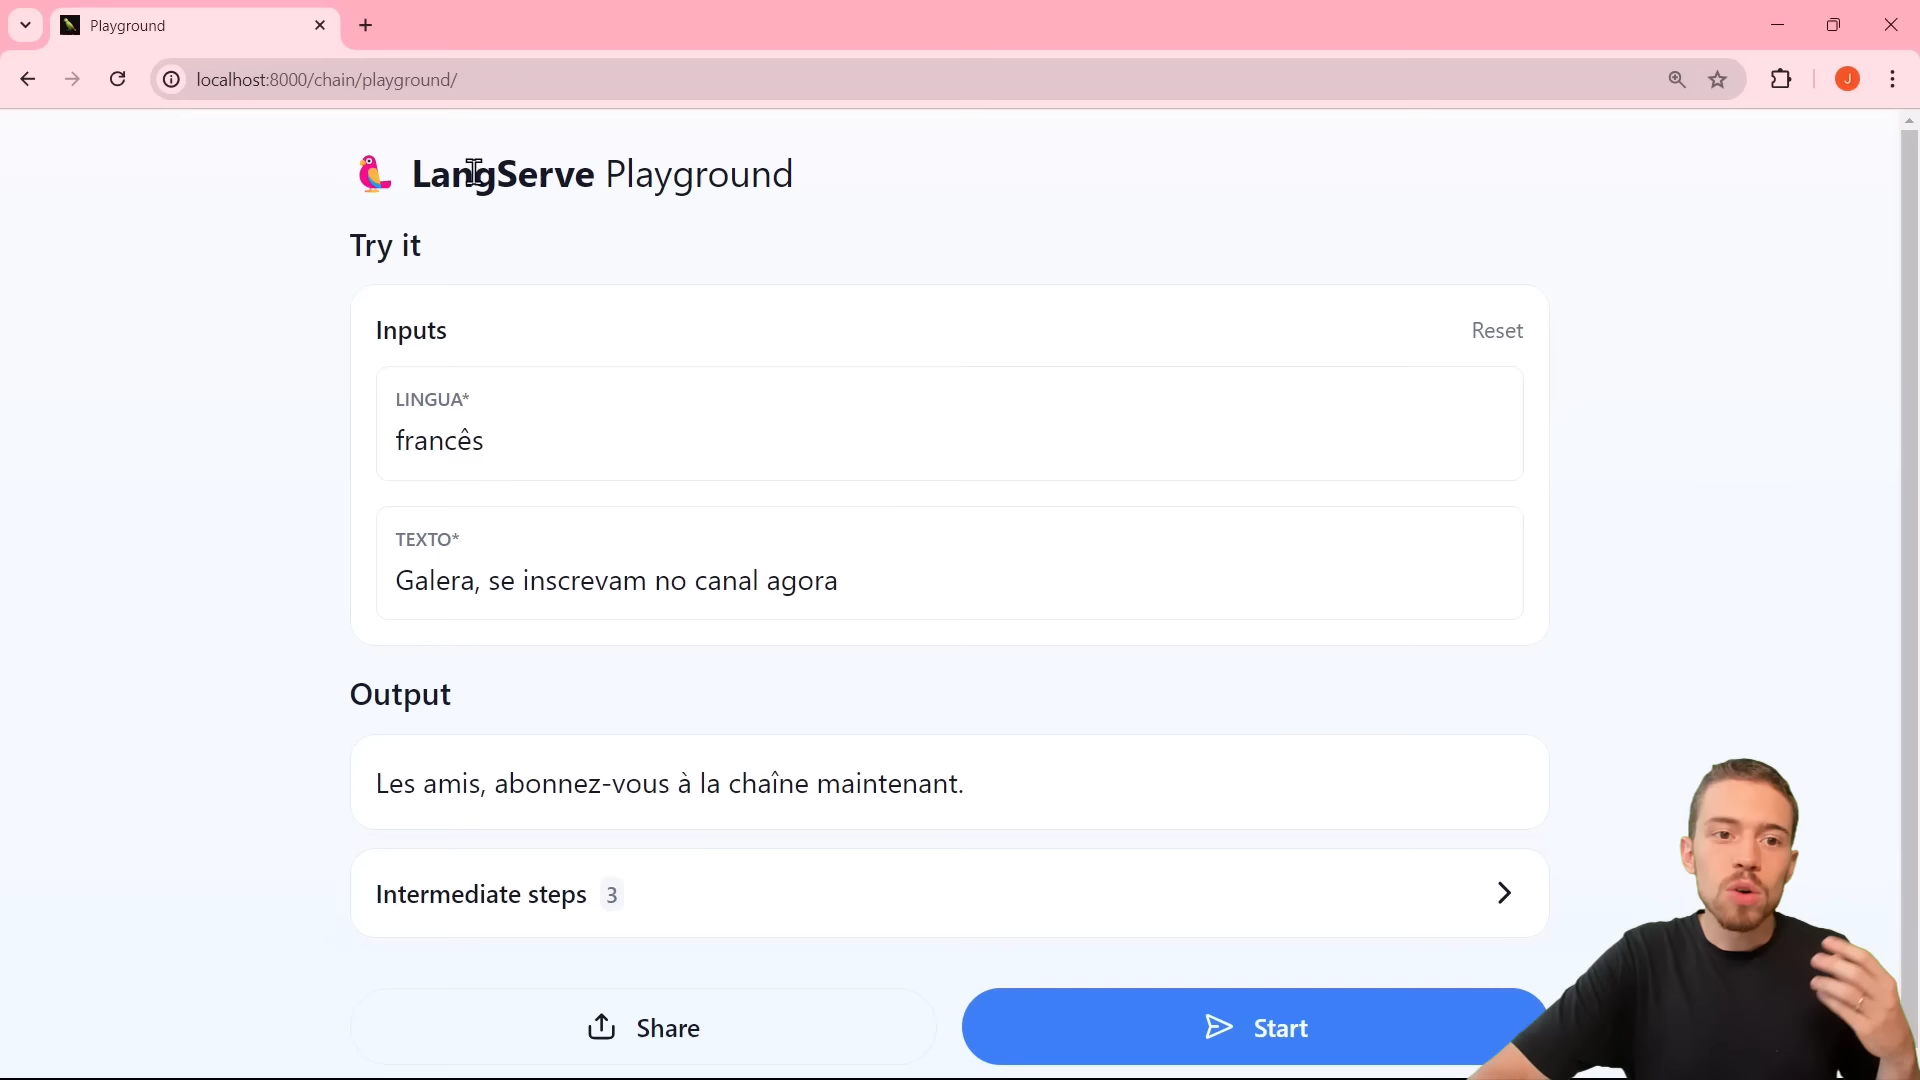 Playground
localhost:8000/chain/playground/
J
LangServe Playground
Try it
Inputs
Reset
LINGUA*
francês
TEXTO*
Galera, se inscrevam no canal agora
Output
Les amis, abonnez-vous à la chaîne maintenant.
Intermediate steps 3
Share
Start